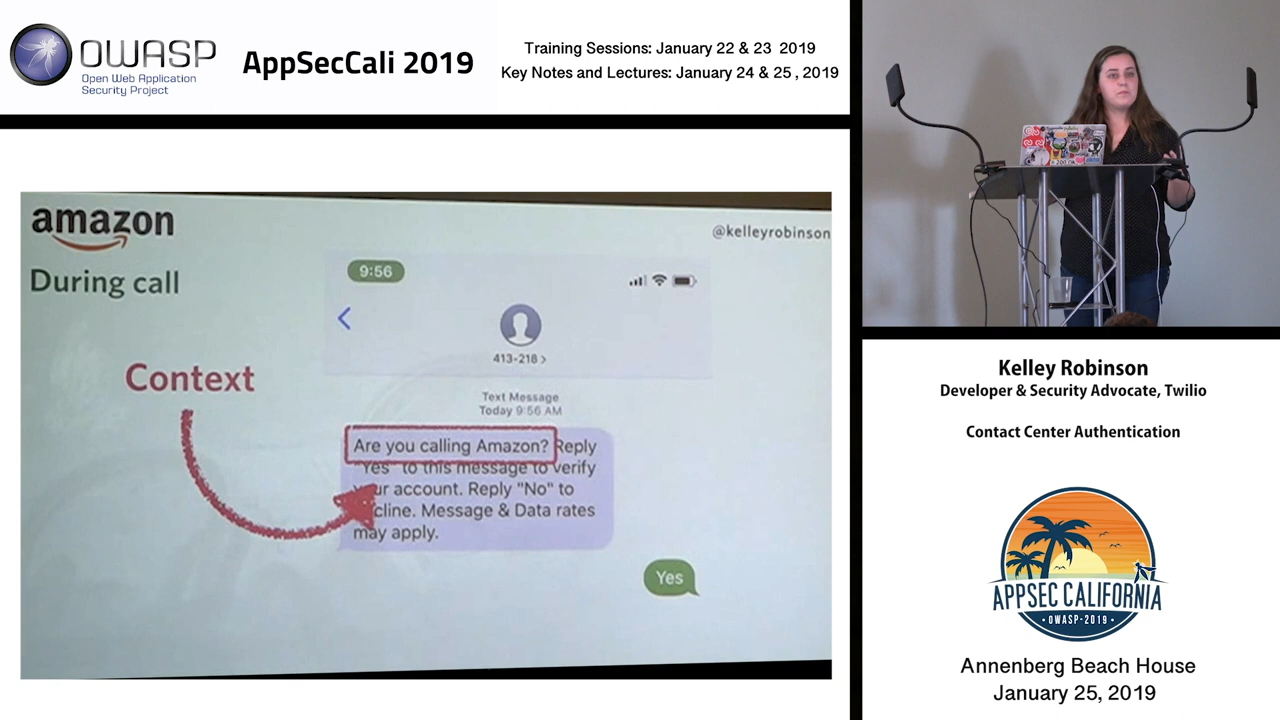 OWASP
Open Web Application
Security Project
AppSecCali 2019
Training Sessions: January 22 & 23 2019
Key Notes and Lectures: January 24 & 25 , 2019
amazon
@kelleyrobinson
During call
9:56
413-218 >
Context
Text Message
Today 9:56 AM
Are you calling Amazon? Reply
"Yes" to this message to verify
your account. Reply "No" to
cline. Message & Data rates
may apply.
Yes
Kelley Robinson
Developer & Security Advocate, Twilio
Contact Center Authentication
APPSEC CALIFORNIA
• OWASP-2019 •
Annenberg Beach House
January 25, 2019